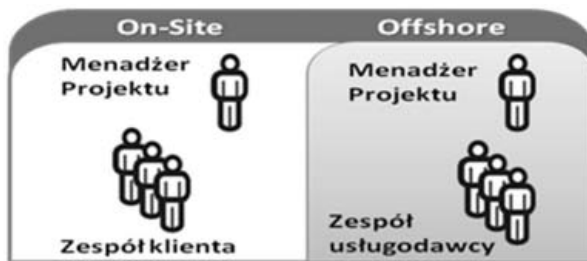 On-Site
Offshore
Menadżer
Projektu
Menadżer
Projektu
Zespół klienta
Zespół
usługodawcy